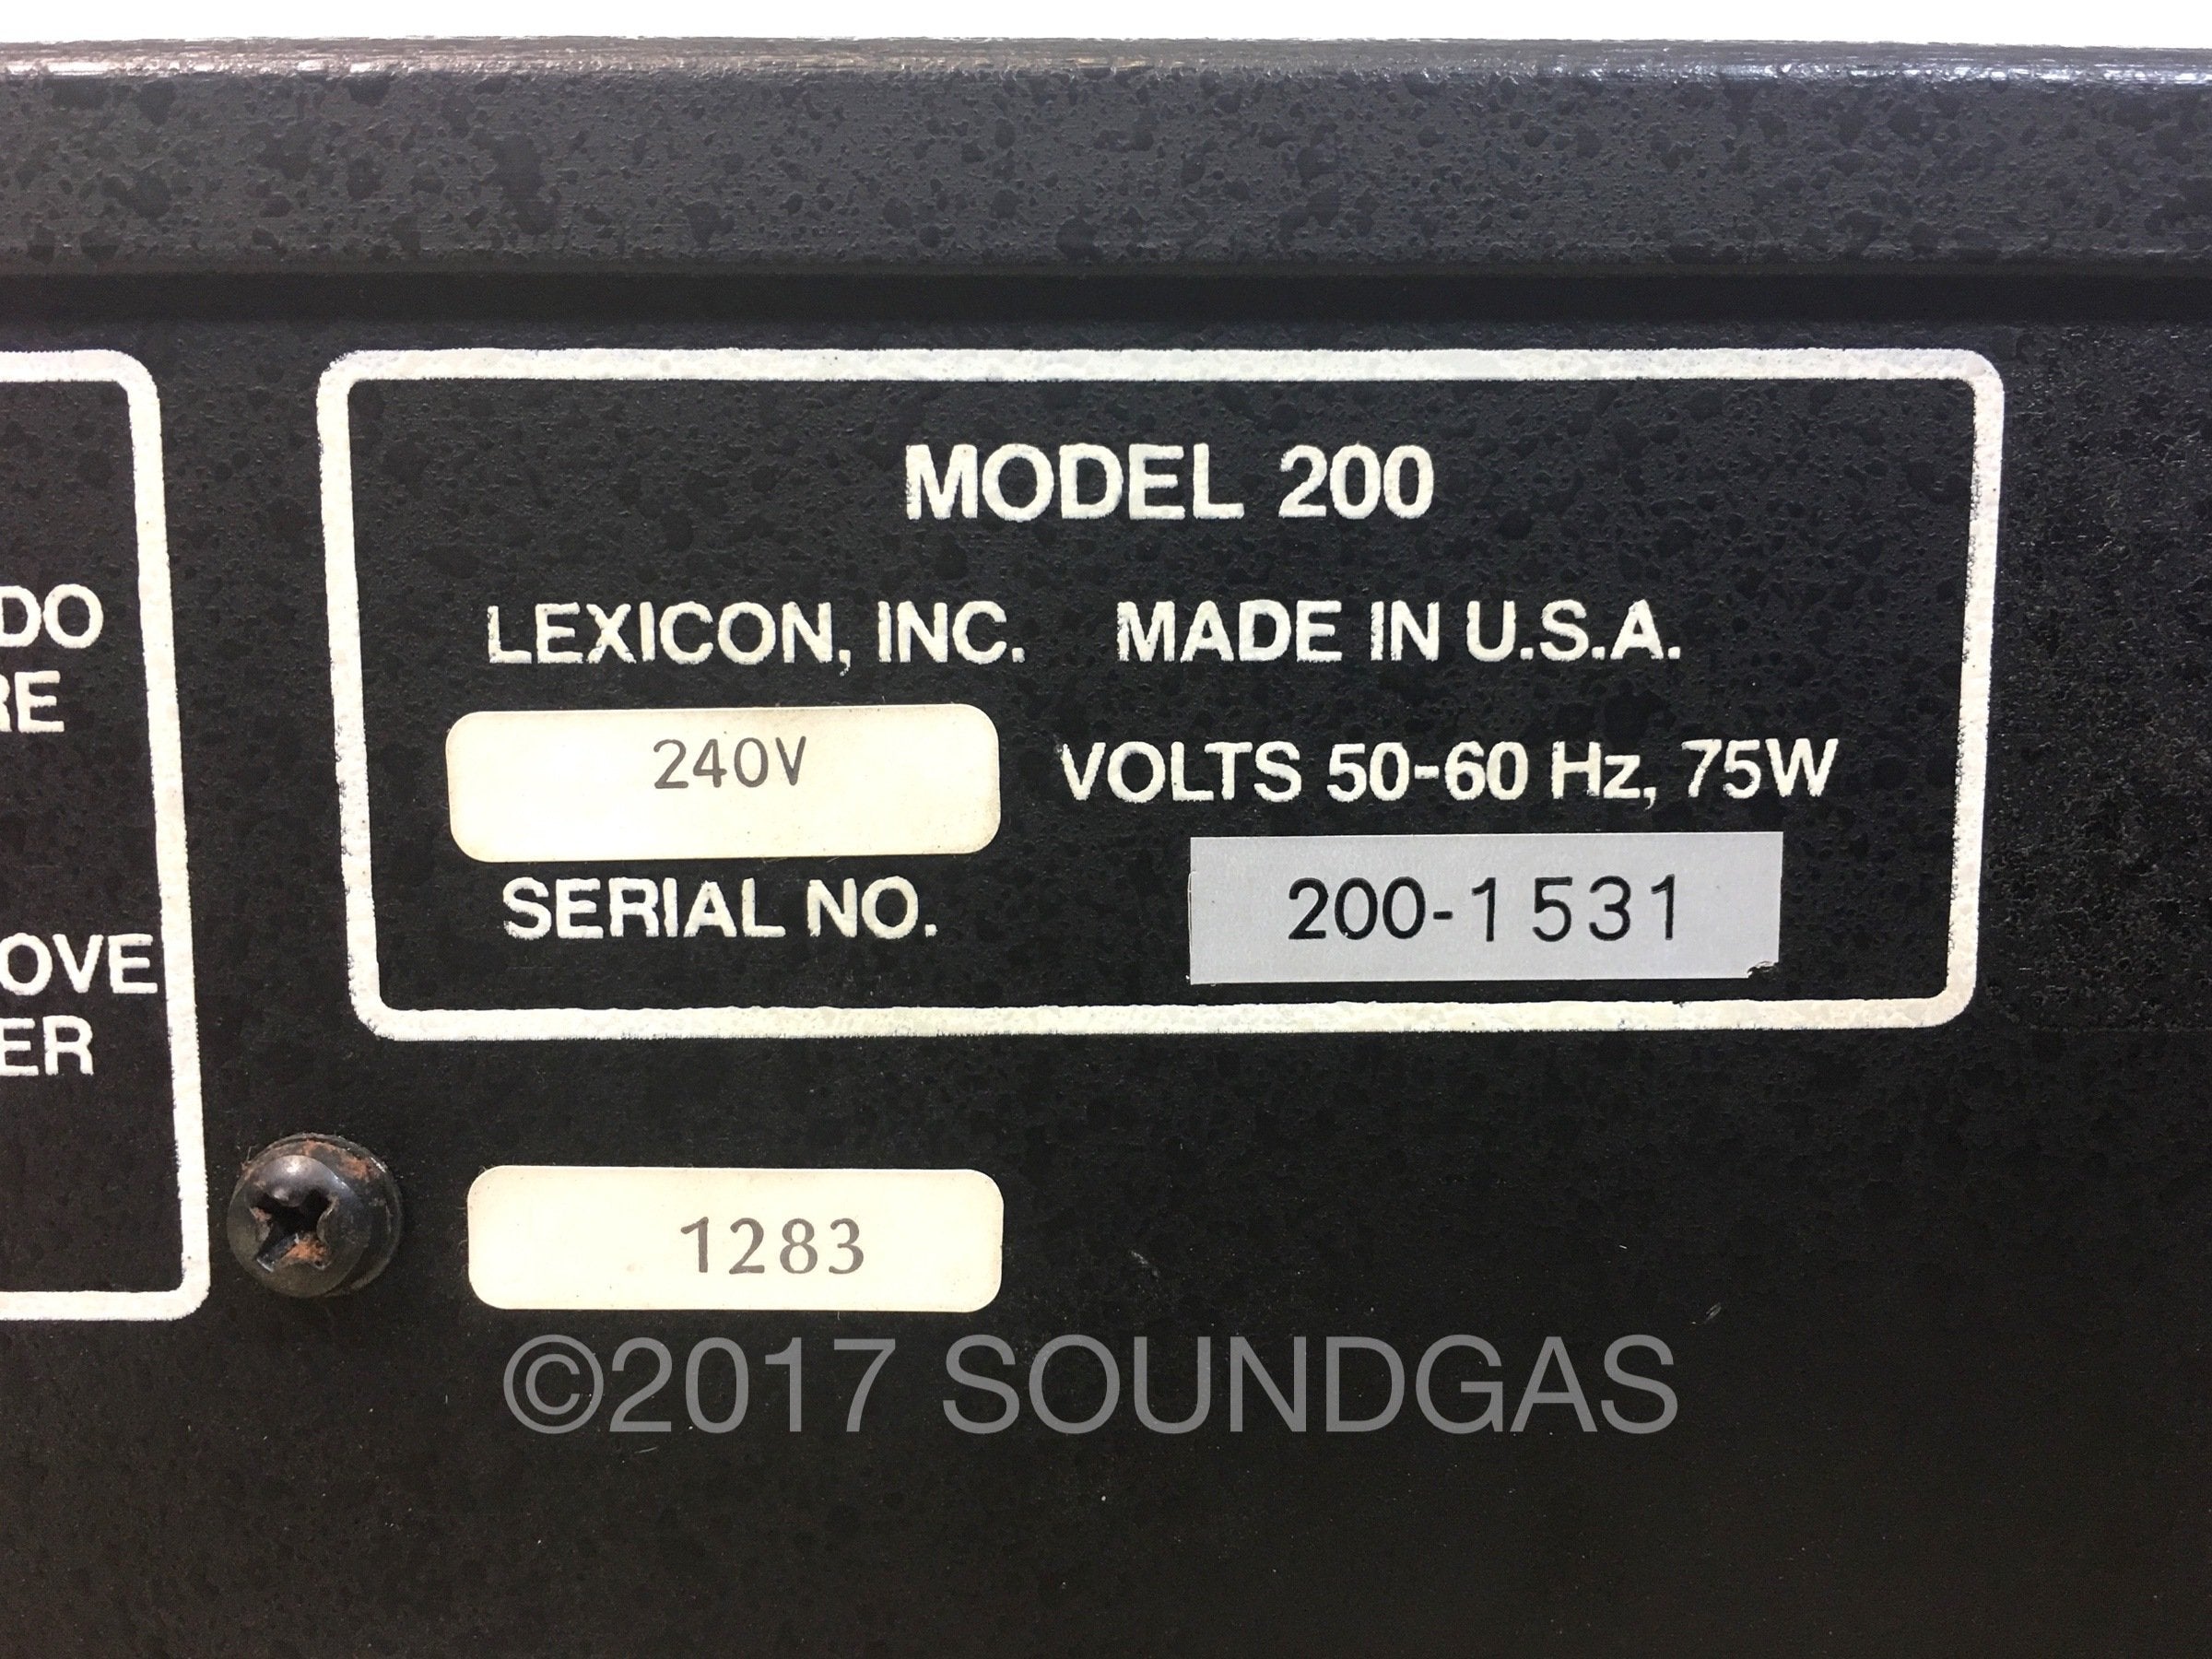 DO
RE
OVE
ER
MODEL 200
LEXICON, INC. MADE IN U.S.A.
240V VOLTS 50-60 Hz, 75W
SERIAL NO. 200-1531
1283
©2017 SOUNDGAS